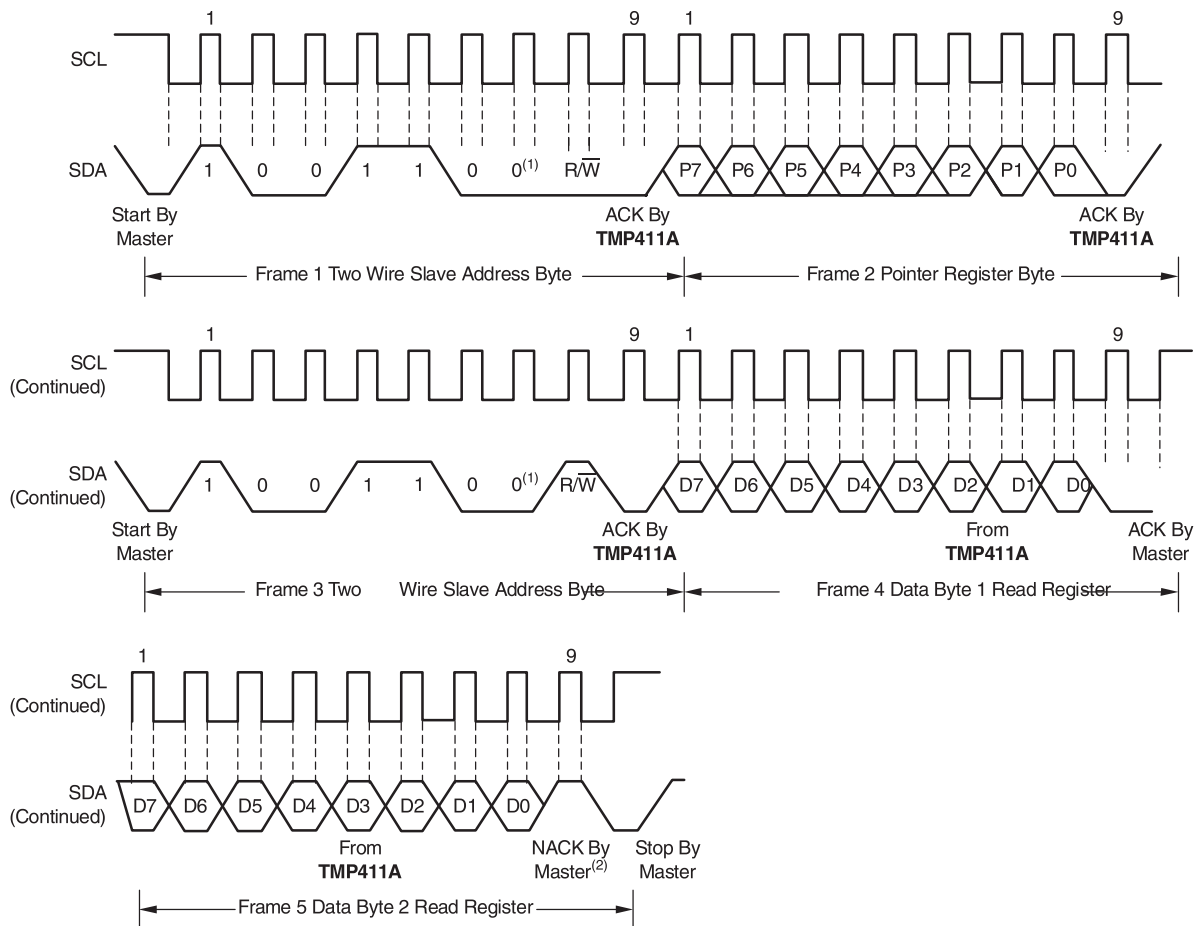 1 9 1 9
SCL
SDA 1 0 0 1 1 0 0(1) R/W̅ P7 P6 P5 P4 P3 P2 P1 P0
Start By Master
ACK By TMP411A
ACK By TMP411A
Frame 1 Two Wire Slave Address Byte
Frame 2 Pointer Register Byte
1 9 1 9
SCL (Continued)
SDA (Continued) 1 0 0 1 1 0 0(1) R/W̅ D7 D6 D5 D4 D3 D2 D1 D0
Start By Master
ACK By TMP411A
From TMP411A
ACK By Master
Frame 3 Two Wire Slave Address Byte
Frame 4 Data Byte 1 Read Register
1 9
SCL (Continued)
SDA (Continued) D7 D6 D5 D4 D3 D2 D1 D0
From TMP411A
NACK By Master(2)
Stop By Master
Frame 5 Data Byte 2 Read Register